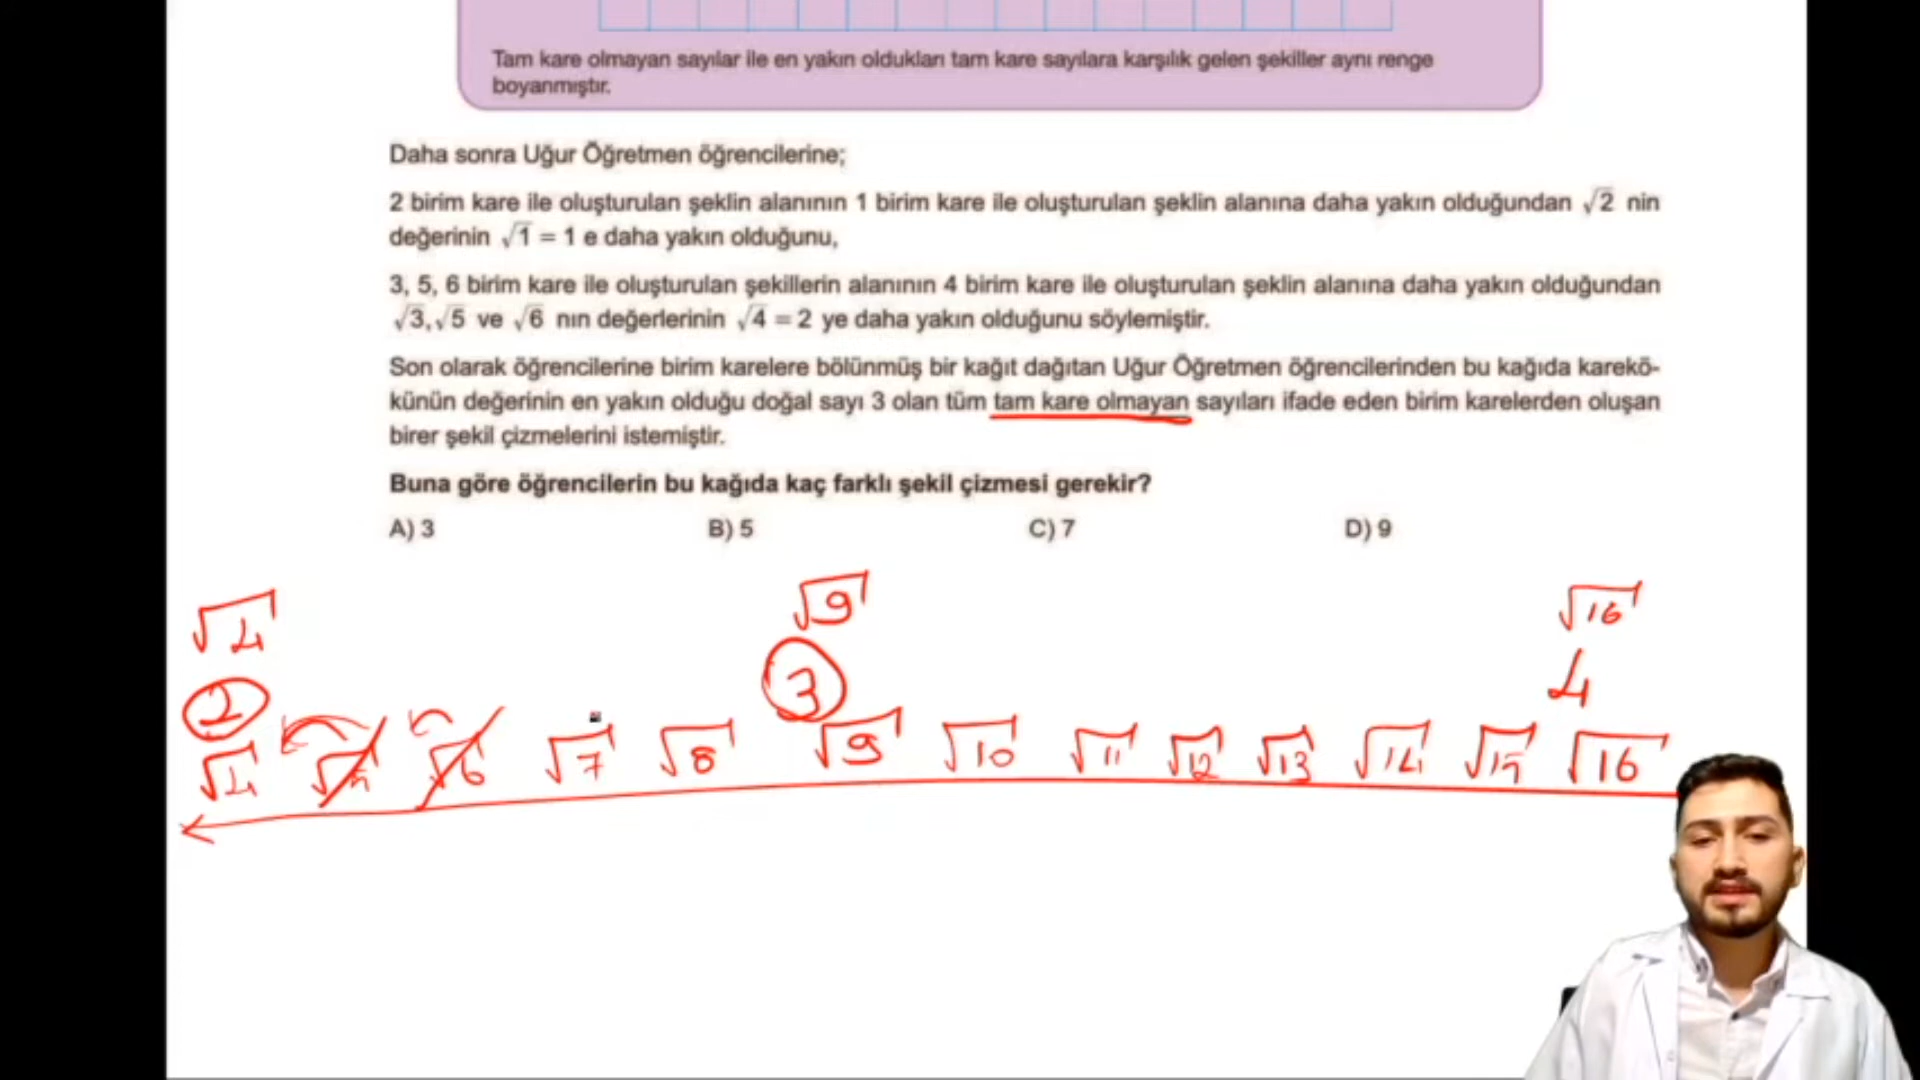 Tam kare olmayan sayılar ile en yakın oldukları tam kare sayılara karşılık gelen şekiller aynı renge
boyanmıştır.
Daha sonra Uğur Öğretmen öğrencilerine;
2 birim kare ile oluşturulan şeklin alanının 1 birim kare ile oluşturulan şeklin alanına daha yakın olduğundan √2 nin
değerinin √1 = 1 e daha yakın olduğunu,
3, 5, 6 birim kare ile oluşturulan şekillerin alanının 4 birim kare ile oluşturulan şeklin alanına daha yakın olduğundan
√3,√5 ve √6 nın değerlerinin √4 = 2 ye daha yakın olduğunu söylemiştir.
Son olarak öğrencilerine birim karelere bölünmüş bir kağıt dağıtan Uğur Öğretmen öğrencilerinden bu kağıda karekö-
künün değerinin en yakın olduğu doğal sayı 3 olan tüm tam kare olmayan sayıları ifade eden birim karelerden oluşan
birer şekil çizmelerini istemiştir.
Buna göre öğrencilerin bu kağıda kaç farklı şekil çizmesi gerekir?
A) 3 B) 5 C) 7 D) 9
√4 √9 √16
2 3 4
√4 √5 √6 √7 √8 √9 √10 √11 √12 √13 √14 √15 √16